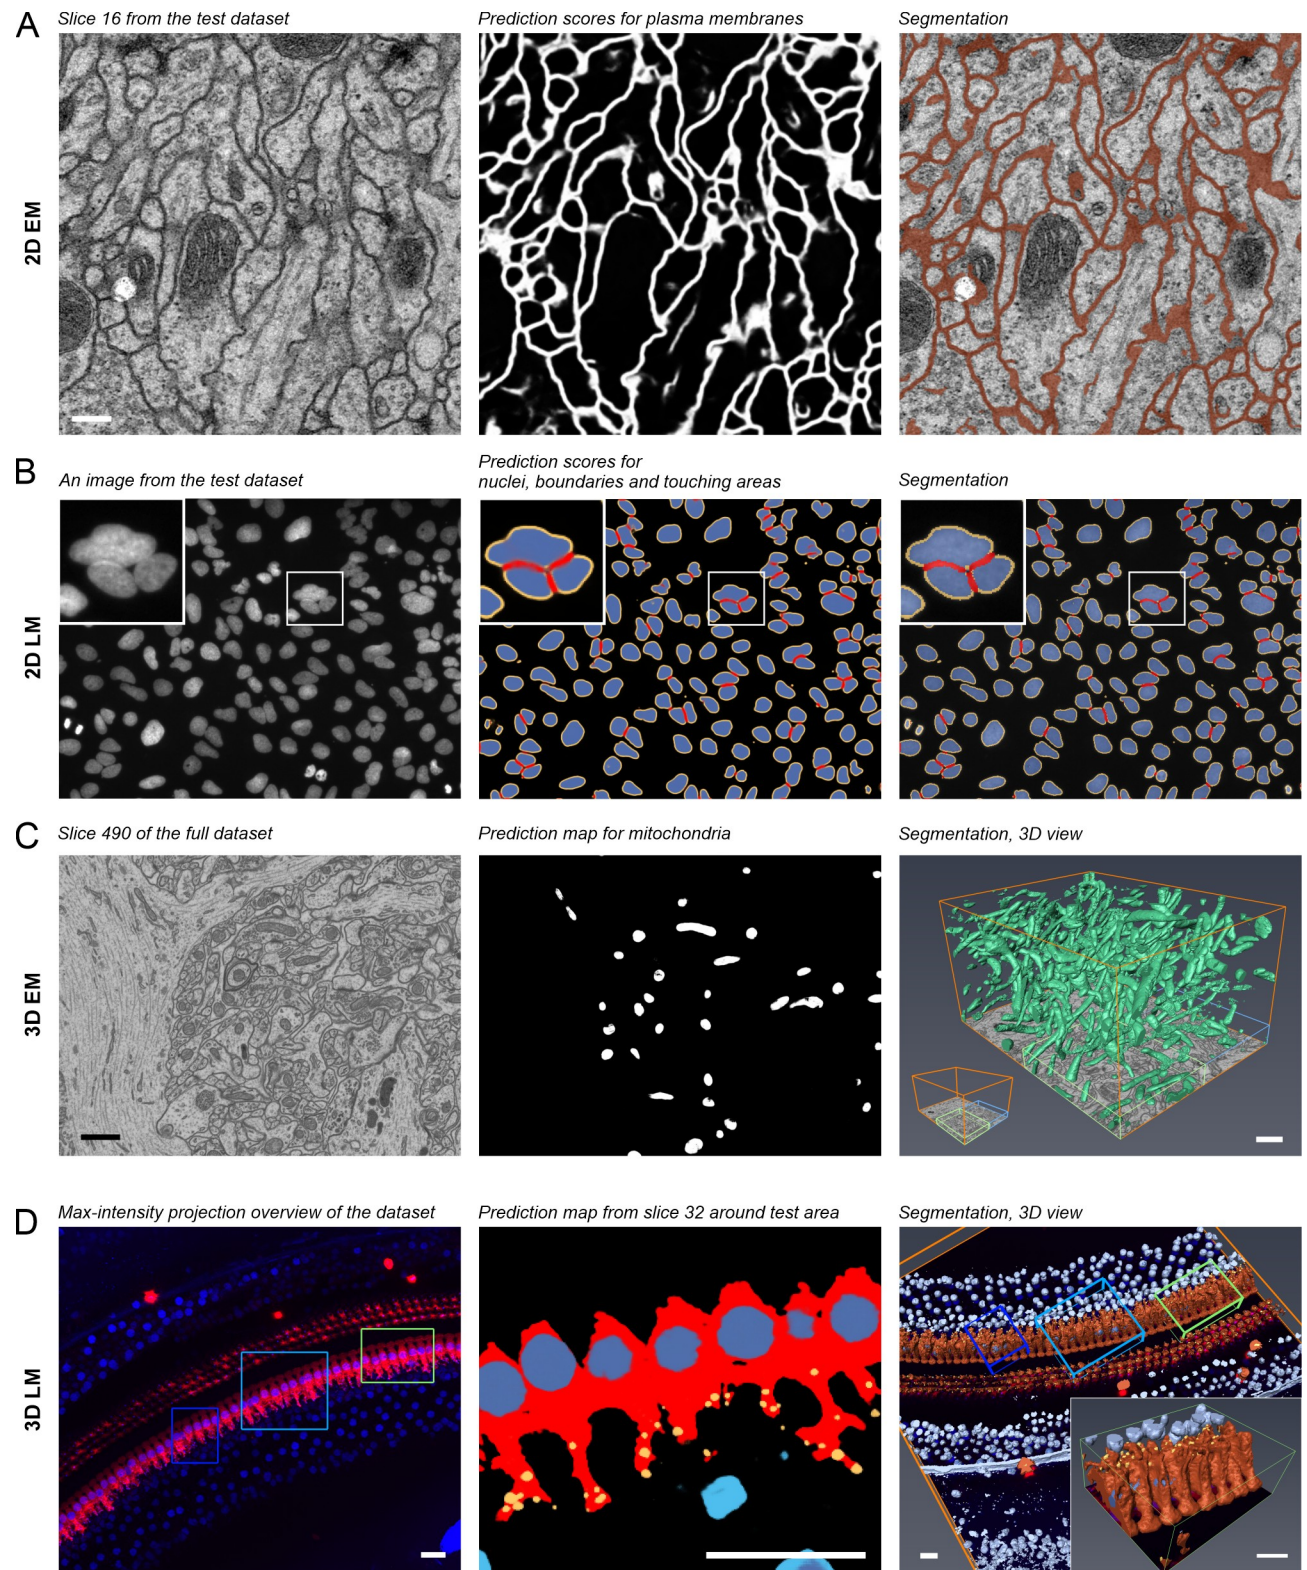 A
Slice 16 from the test dataset
Prediction scores for plasma membranes
Segmentation
2D EM
B
An image from the test dataset
Prediction scores for
nuclei, boundaries and touching areas
Segmentation
2D LM
C
Slice 490 of the full dataset
Prediction map for mitochondria
Segmentation, 3D view
3D EM
D
Max-intensity projection overview of the dataset
Prediction map from slice 32 around test area
Segmentation, 3D view
3D LM